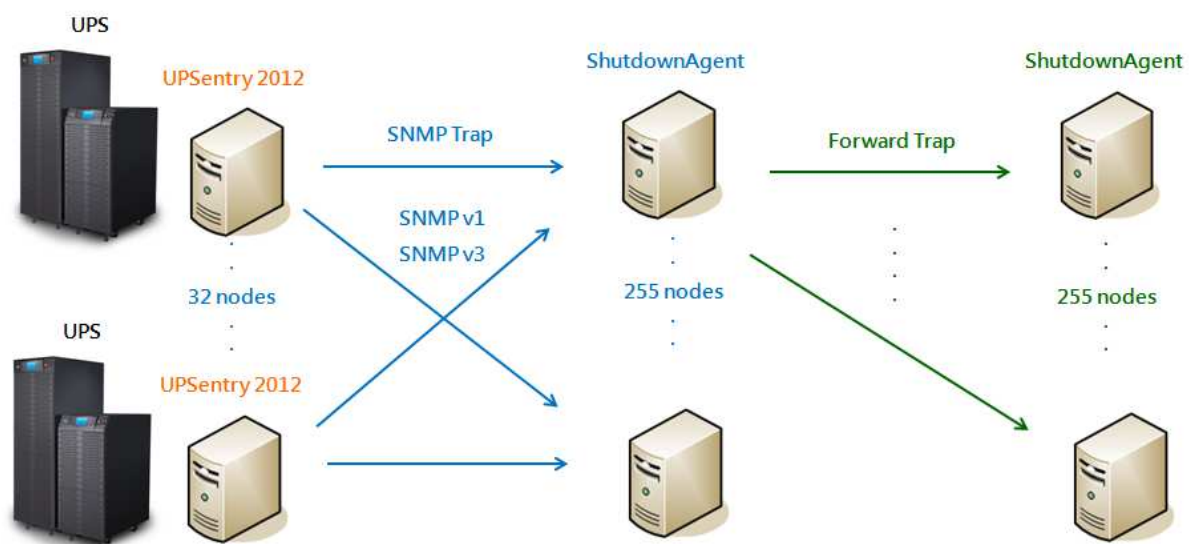 UPS
UPSentry 2012
ShutdownAgent
ShutdownAgent
SNMP Trap
Forward Trap
SNMP v1
SNMP v3
32 nodes
255 nodes
255 nodes
UPS
UPSentry 2012